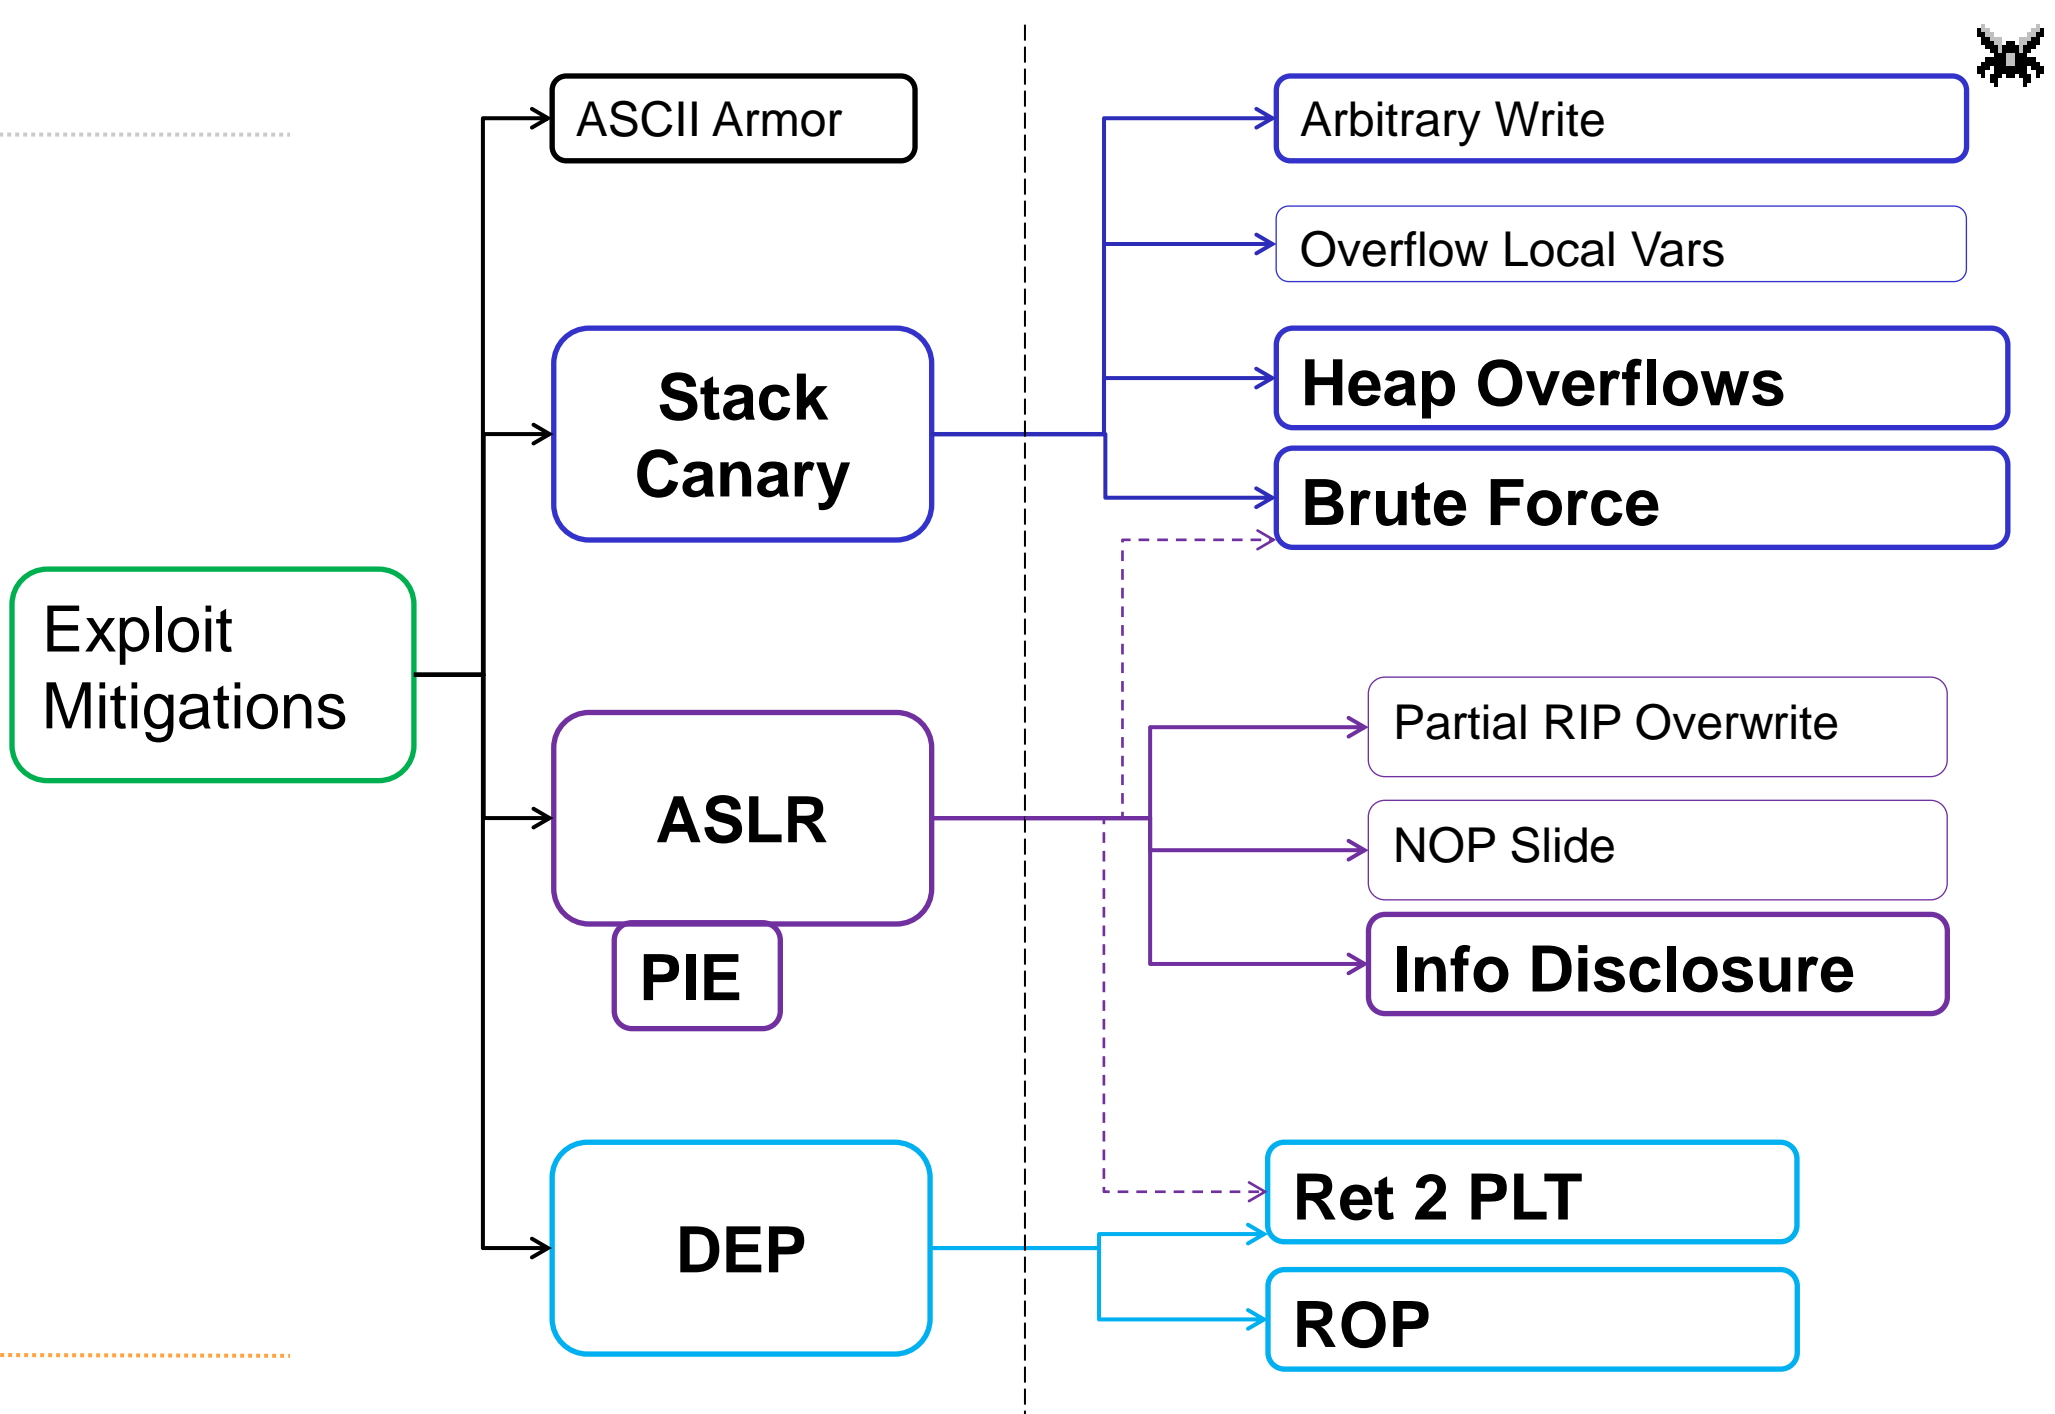 ASCII Armor
Arbitrary Write
Overflow Local Vars
Stack
Canary
Heap Overflows
Brute Force
Exploit
Mitigations
Partial RIP Overwrite
ASLR
NOP Slide
PIE
Info Disclosure
DEP
Ret 2 PLT
ROP